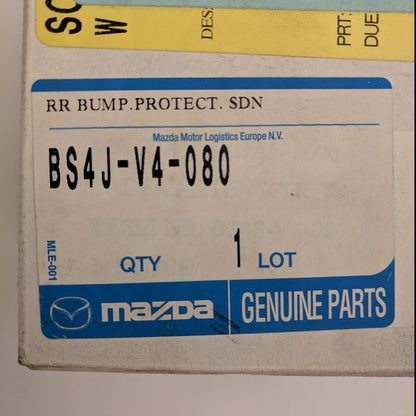 SC
W
DES
PRT:
DUE
RR BUMP.PROTECT. SDN
Mazda Motor Logistics Europe N.V.
BS4J-V4-080
MLE-001
QTY 1 LOT
mazda GENUINE PARTS